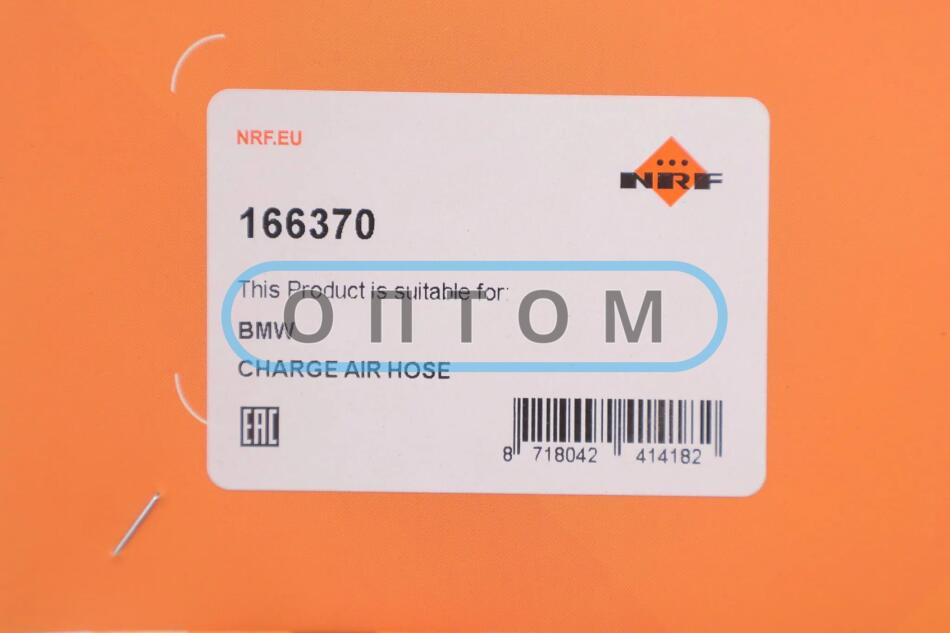 NRF.EU
NRF
166370
This Product is suitable for:
ОПТОМ
BMW
CHARGE AIR HOSE
EAC
8 718042 414182